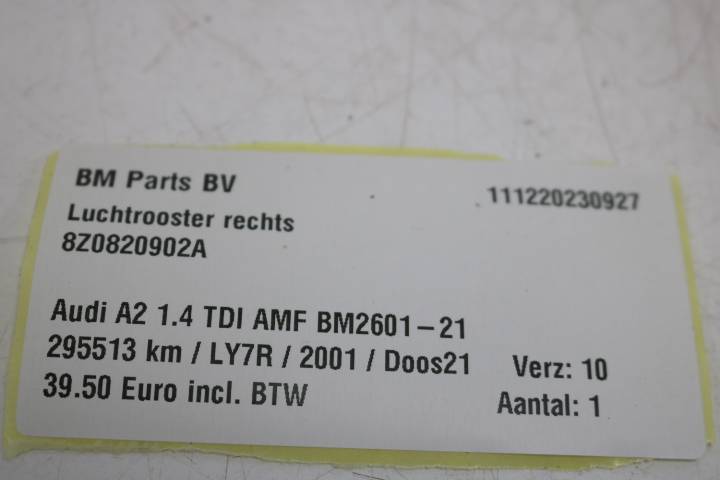 BM Parts BV 111220230927
Luchtrooster rechts
8Z0820902A
Audi A2 1.4 TDI AMF BM2601-21
295513 km / LY7R / 2001 / Doos21 Verz: 10
39.50 Euro incl. BTW Aantal: 1